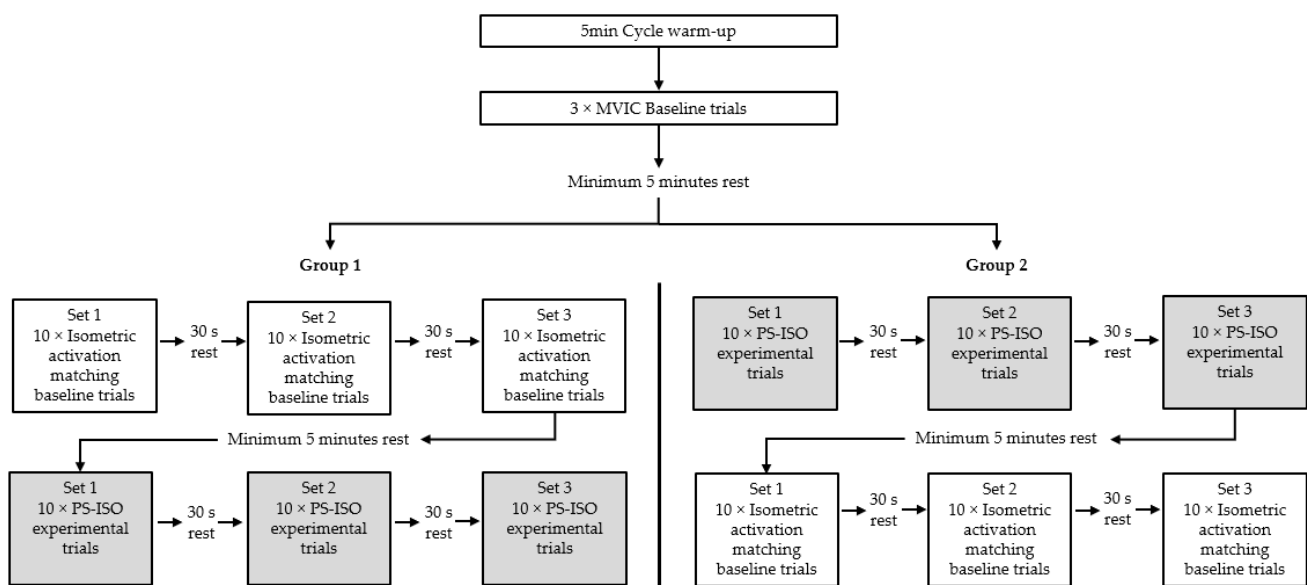 5min Cycle warm-up
3 × MVIC Baseline trials
Minimum 5 minutes rest
Group 1
Set 1
10 × Isometric
activation
matching
baseline trials
30 s
rest
Set 2
10 × Isometric
activation
matching
baseline trials
30 s
rest
Set 3
10 × Isometric
activation
matching
baseline trials
Minimum 5 minutes rest
Set 1
10× PS-ISO
experimental
trials
30 s
rest
Set 2
10× PS-ISO
experimental
trials
30 s
rest
Set 3
10× PS-ISO
experimental
trials
Group 2
Set 1
10× PS-ISO
experimental
trials
30 s
rest
Set 2
10× PS-ISO
experimental
trials
30 s
rest
Set 3
10× PS-ISO
experimental
trials
Minimum 5 minutes rest
Set 1
10 × Isometric
activation
matching
baseline trials
30 s
rest
Set 2
10 × Isometric
activation
matching
baseline trials
30 s
rest
Set 3
10 × Isometric
activation
matching
baseline trials